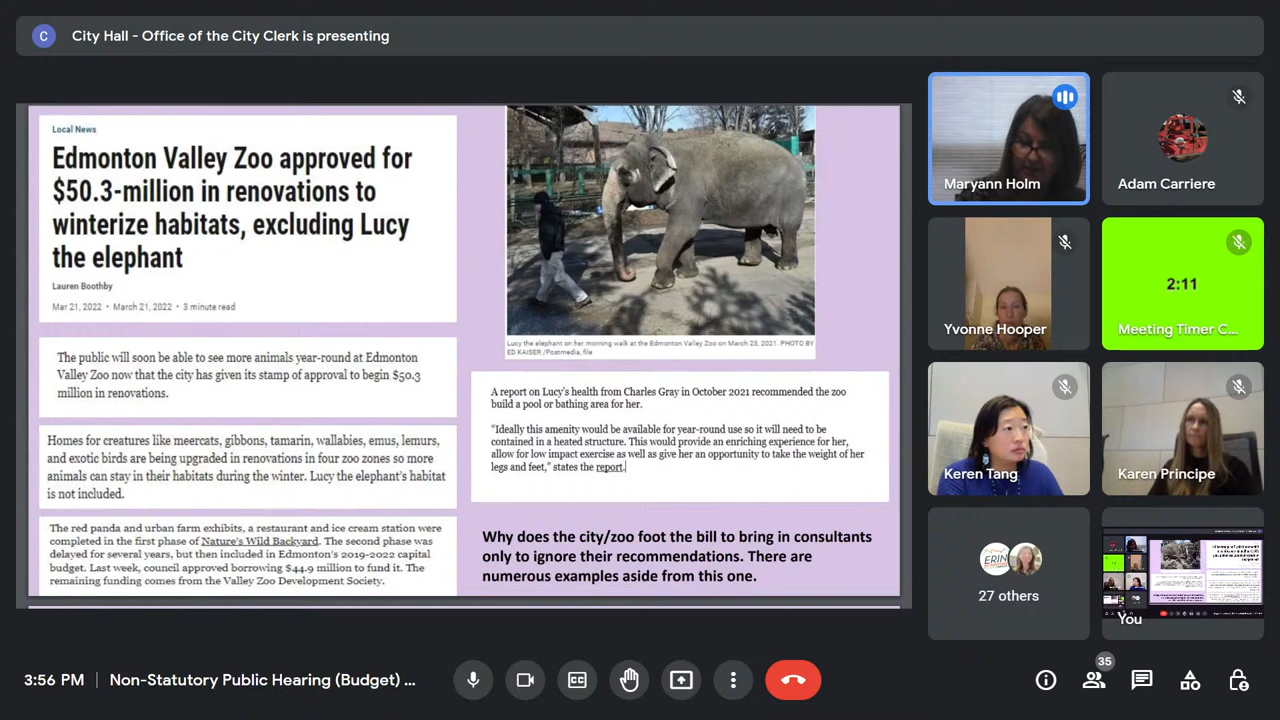 C
City Hall - Office of the City Clerk is presenting
Local News
Edmonton Valley Zoo approved for
$50.3-million in renovations to
winterize habitats, excluding Lucy
the elephant
Lauren Boothby
Mar 21, 2022 • March 21, 2022 • 3 minute read
The public will soon be able to see more animals year-round at Edmonton
Valley Zoo now that the city has given its stamp of approval to begin $50.3
million in renovations.
Homes for creatures like meercats, gibbons, tamarin, wallabies, emus, lemurs,
and exotic birds are being upgraded in renovations in four zoo zones so more
animals can stay in their habitats during the winter. Lucy the elephant's habitat
is not included.
The red panda and urban farm exhibits, a restaurant and ice cream station were
completed in the first phase of Nature's Wild Backyard. The second phase was
delayed for several years, but then included in Edmonton's 2019-2022 capital
budget. Last week, council approved borrowing $44.9 million to fund it. The
remaining funding comes from the Valley Zoo Development Society.
Lucy the elephant on her morning walk at the Edmonton Valley Zoo on March 23, 2021. PHOTO BY
ED KAISER /Postmedia, file
A report on Lucy's health from Charles Gray in October 2021 recommended the zoo
build a pool or bathing area for her.
"Ideally this amenity would be available for year-round use so it will need to be
contained in a heated structure. This would provide an enriching experience for her,
allow for low impact exercise as well as give her an opportunity to take the weight of her
legs and feet," states the report.
Why does the city/zoo foot the bill to bring in consultants
only to ignore their recommendations. There are
numerous examples aside from this one.
Maryann Holm
Adam Carriere
Yvonne Hooper
2:11
Meeting Timer C...
Keren Tang
Karen Principe
ERIN
27 others
You
3:56 PM
Non-Statutory Public Hearing (Budget) ...
35